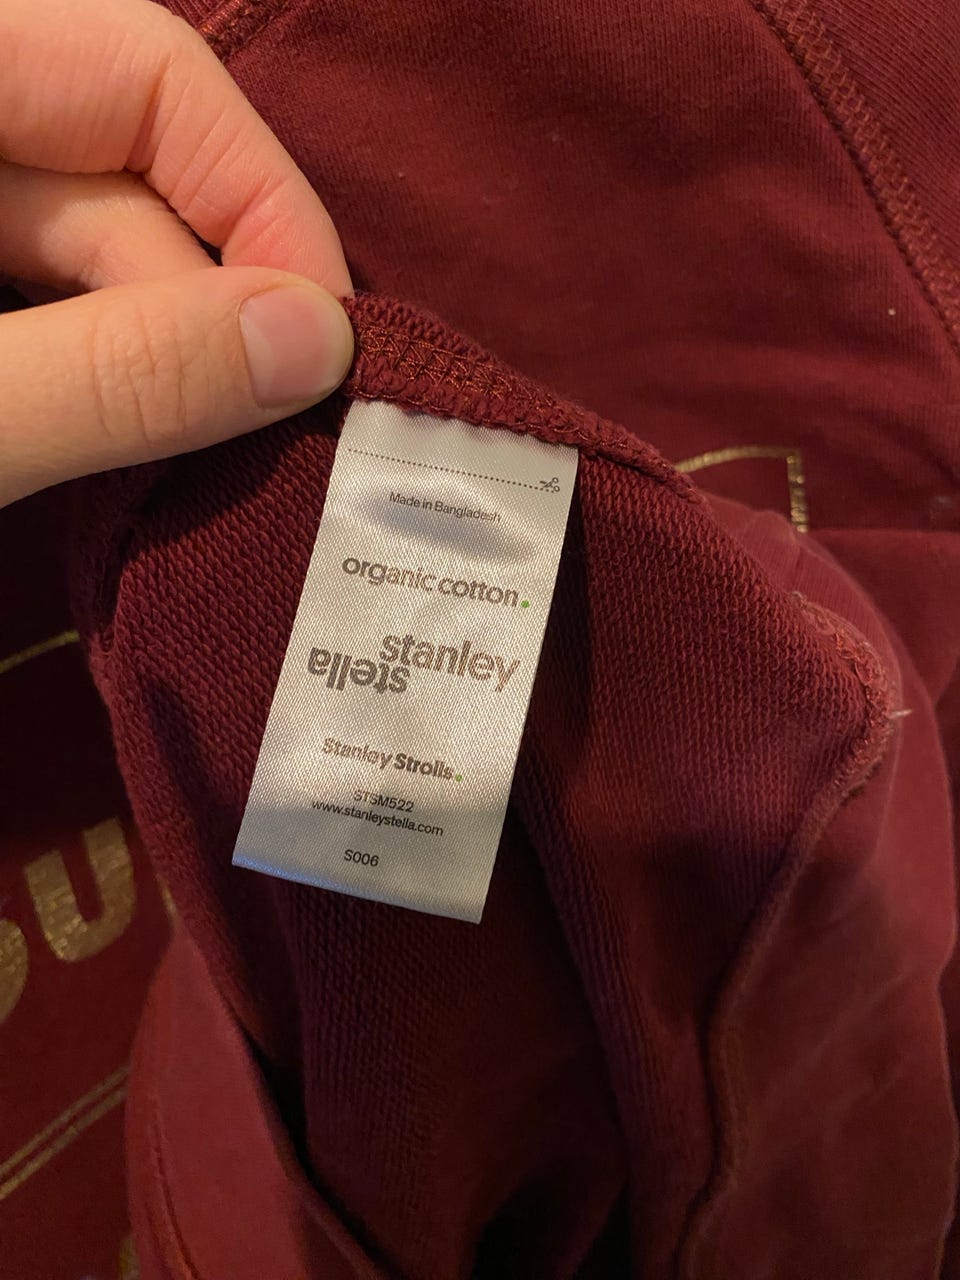 Made in Bangladesh
organic cotton.
stanley
stella
Stanley Strolls.
STSM522
www.stanleystella.com
S006